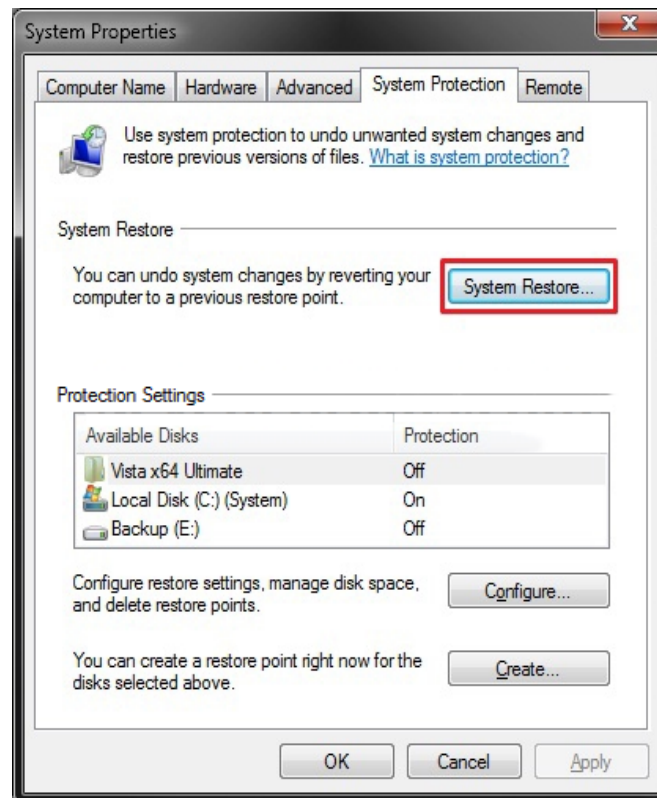 System Properties
X
Computer Name Hardware Advanced System Protection Remote
Use system protection to undo unwanted system changes and
restore previous versions of files. What is system protection?
System Restore
You can undo system changes by reverting your
computer to a previous restore point.
System Restore...
Protection Settings
Available Disks Protection
Vista x64 Ultimate Off
Local Disk (C:) (System) On
Backup (E:) Off
Configure restore settings, manage disk space,
and delete restore points.
Configure...
You can create a restore point right now for the
disks selected above.
Create...
OK Cancel Apply